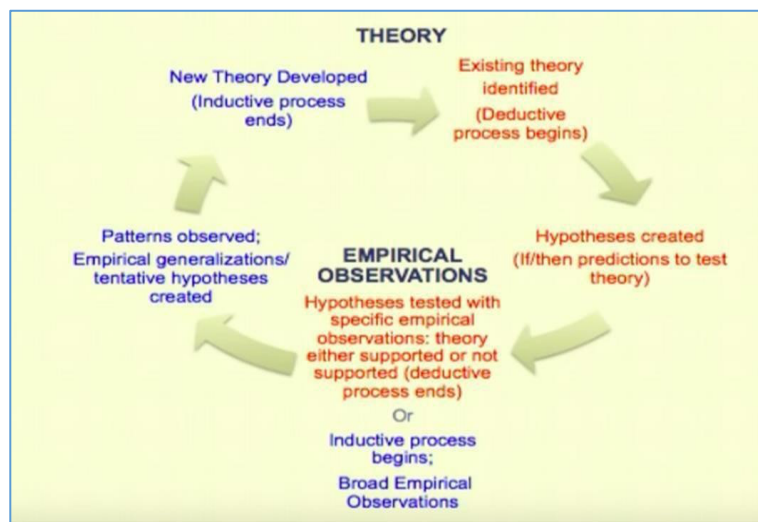 THEORY
New Theory Developed
(Inductive process
ends)
Existing theory
identified
(Deductive
process begins)
Hypotheses created
(If/then predictions to test
theory)
Patterns observed;
Empirical generalizations/
tentative hypotheses
created
EMPIRICAL
OBSERVATIONS
Hypotheses tested with
specific empirical
observations: theory
either supported or not
supported (deductive
process ends)
Or
Inductive process
begins;
Broad Empirical
Observations